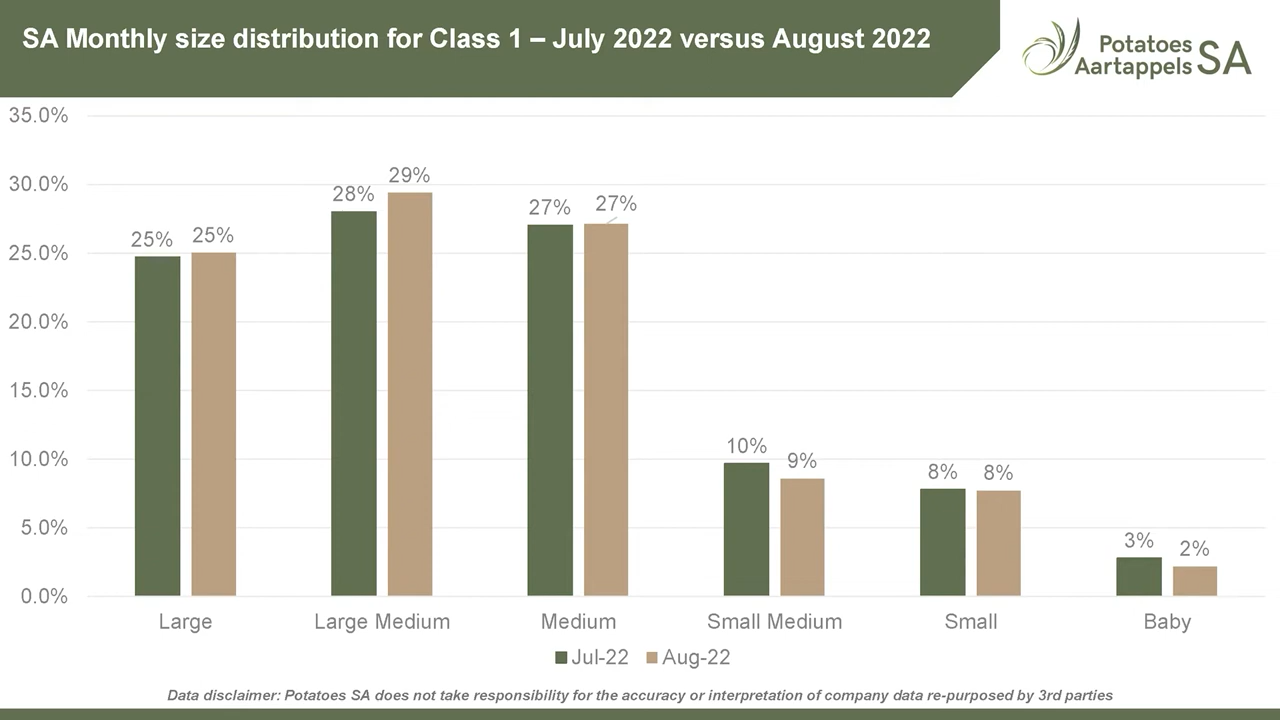 SA Monthly size distribution for Class 1 – July 2022 versus August 2022
Potatoes
Aartappels SA
35.0%
30.0%
25.0%
20.0%
15.0%
10.0%
5.0%
0.0%
25% 25%
28% 29%
27% 27%
10% 9%
8% 8%
3% 2%
Large Large Medium Medium Small Medium Small Baby
Jul-22 Aug-22
Data disclaimer: Potatoes SA does not take responsibility for the accuracy or interpretation of company data re-purposed by 3rd parties